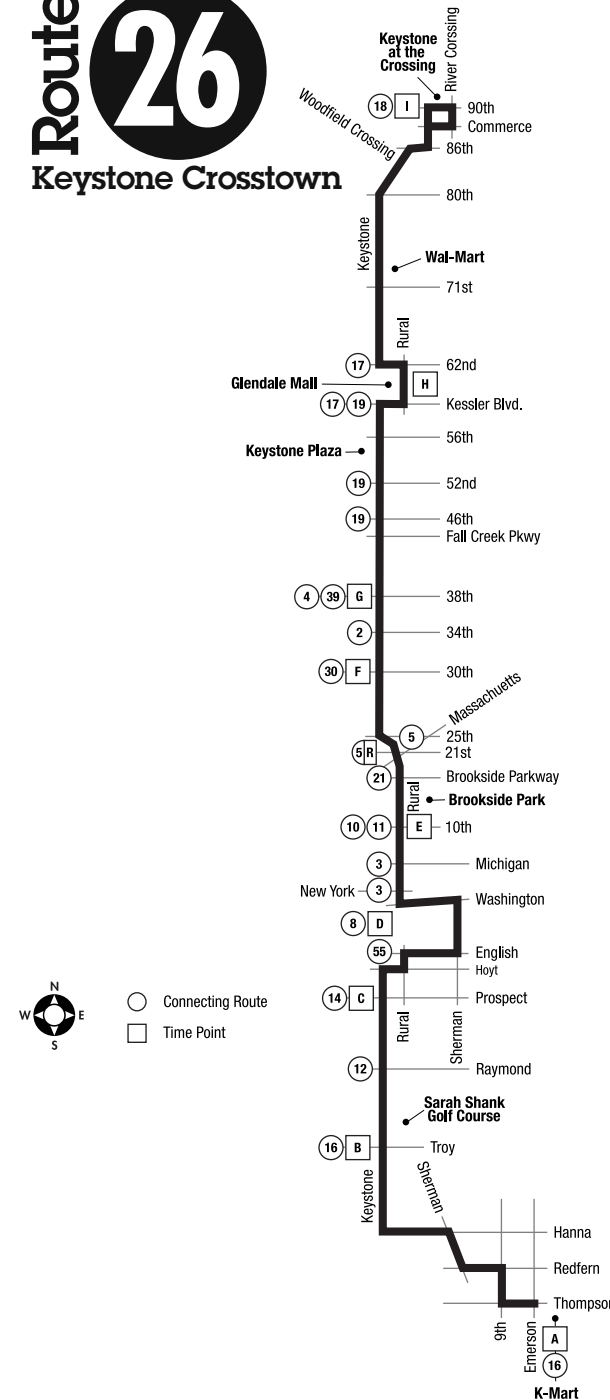 Route
26
Keystone Crosstown
Keystone
at the
Crossing
River Corssing
18 I
90th
Commerce
Woodfield Crossing
86th
80th
Keystone
Wal-Mart
71st
Rural
17
62nd
Glendale Mall
H
17 19
Kessler Blvd.
56th
Keystone Plaza
19
52nd
19
46th
Fall Creek Pkwy
4 39 G
38th
2
34th
30 F
30th
Massachuetts
5
25th
5 R
21st
21
Brookside Parkway
Rural
Brookside Park
10 11
E
10th
3
Michigan
New York
3
Washington
8 D
55
English
Hoyt
14 C
Prospect
Rural
Sherman
N
W E
S
Connecting Route
Time Point
12
Raymond
Sarah Shank
Golf Course
16 B
Troy
Keystone
Sherman
Hanna
Redfern
Thompson
9th
Emerson
A
16
K-Mart